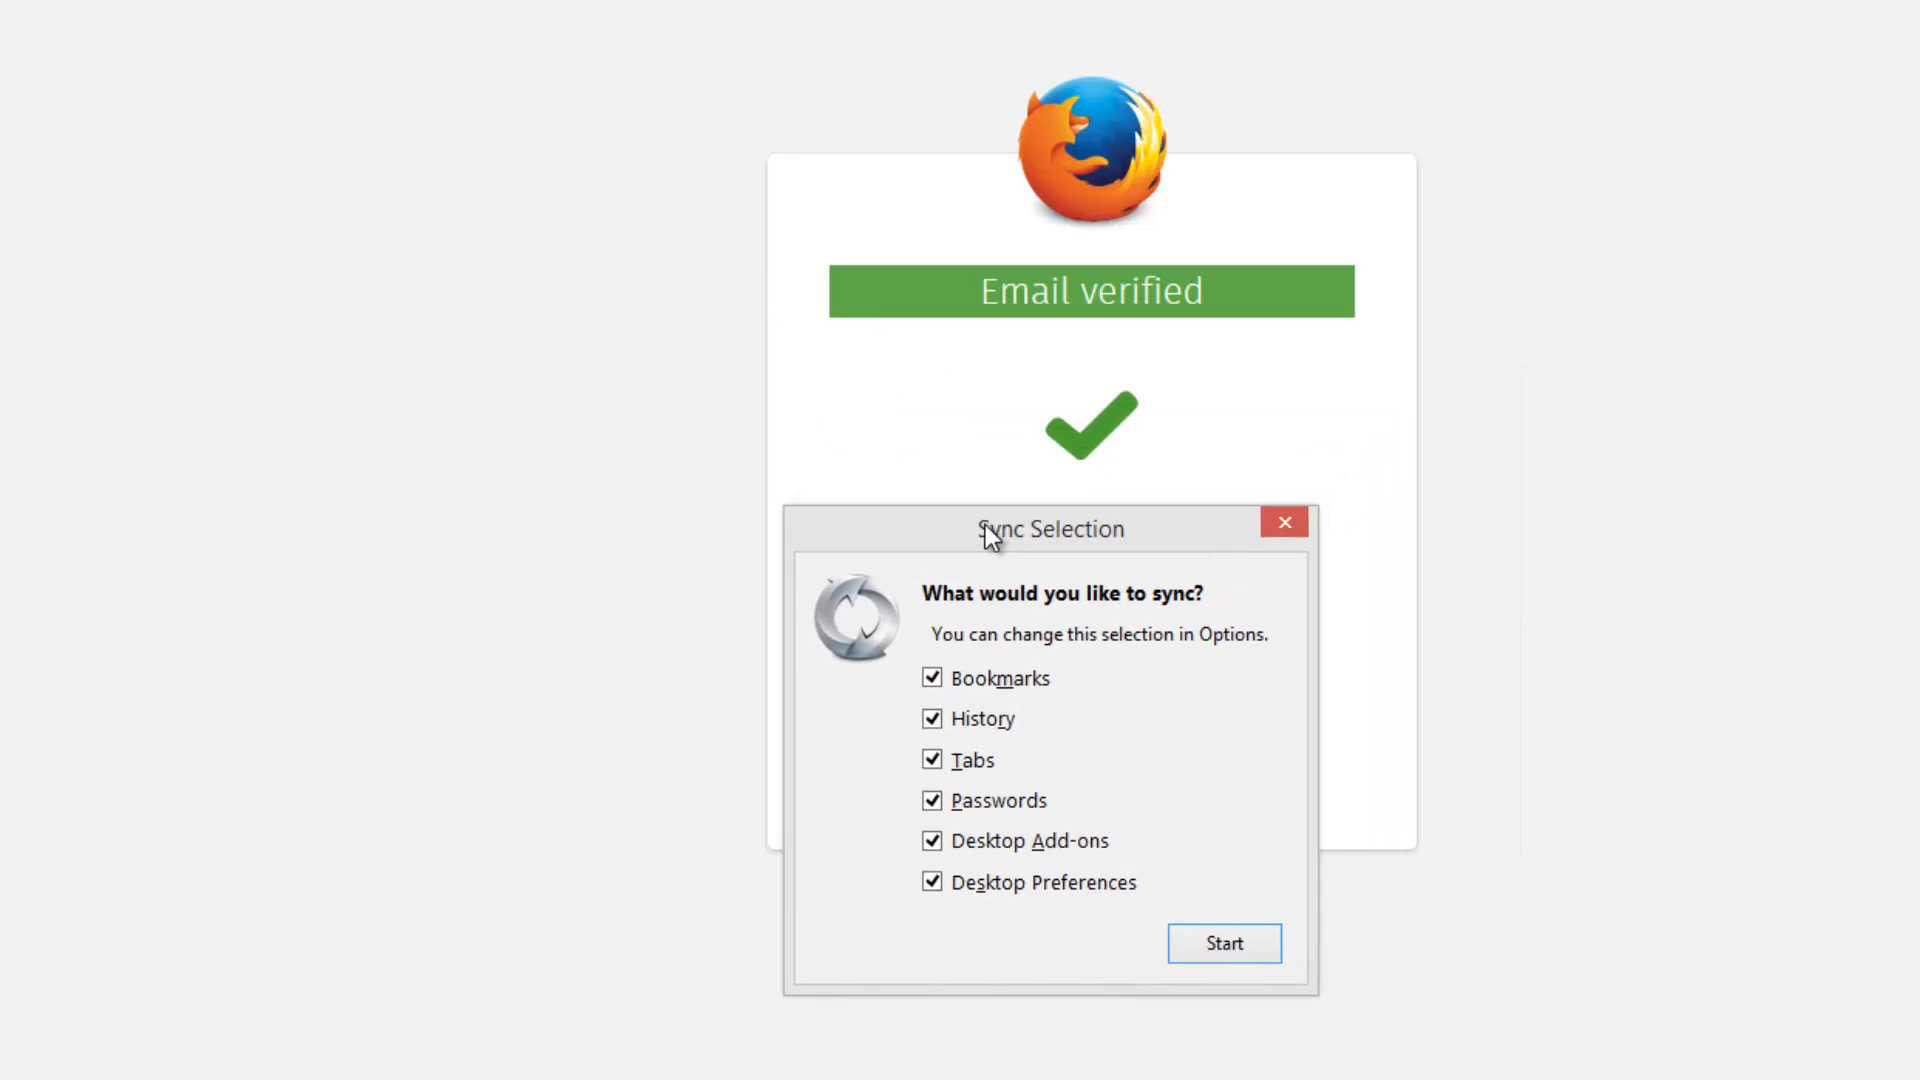 Email verified
Sync Selection
What would you like to sync?
You can change this selection in Options.
Bookmarks
History
Tabs
Passwords
Desktop Add-ons
Desktop Preferences
Start